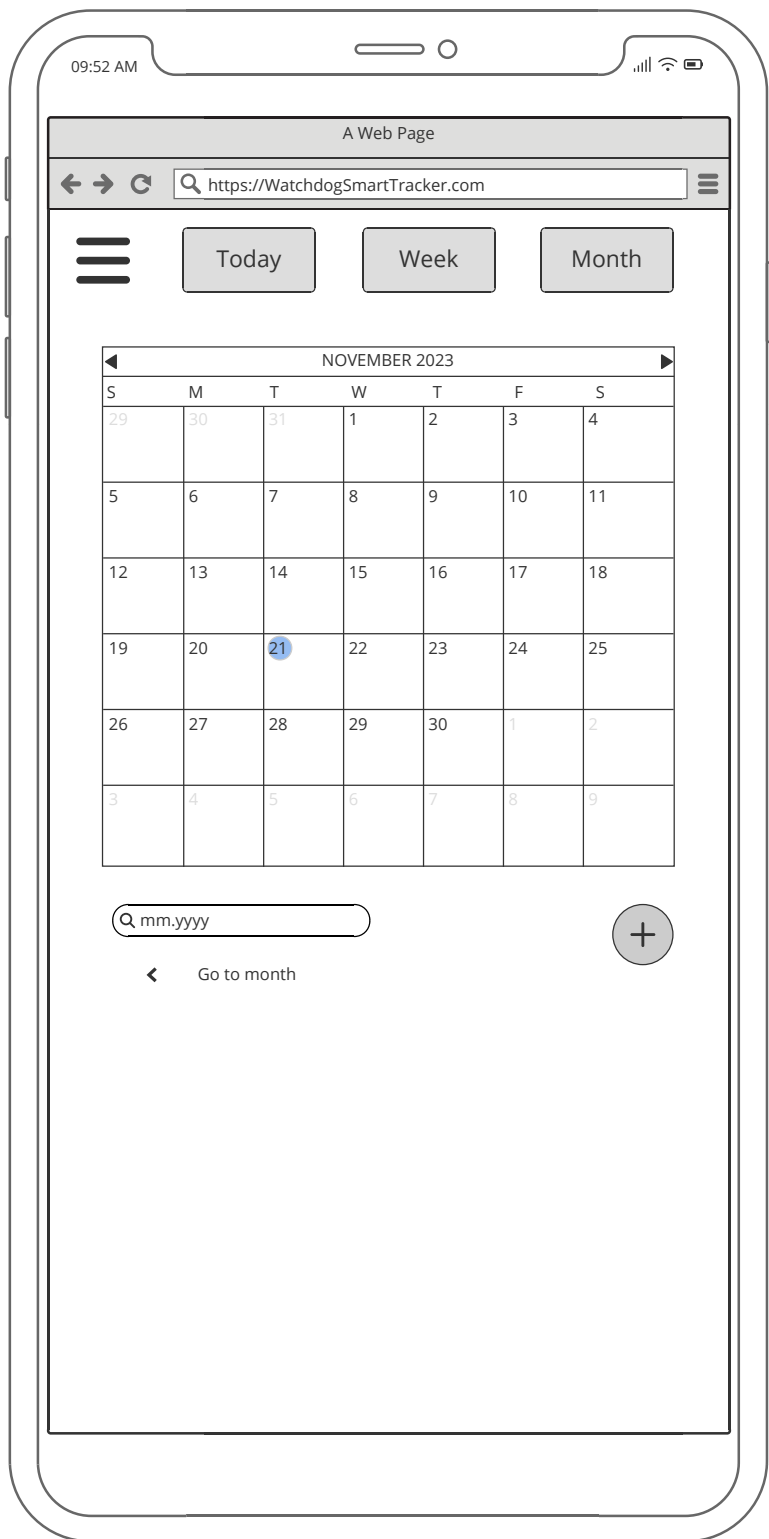 09:52 AM
A Web Page
https://WatchdogSmartTracker.com
Today Week Month
NOVEMBER 2023
S M T W T F S
29 30 31 1 2 3 4
5 6 7 8 9 10 11
12 13 14 15 16 17 18
19 20 21 22 23 24 25
26 27 28 29 30 1 2
3 4 5 6 7 8 9
mm.yyyy
Go to month